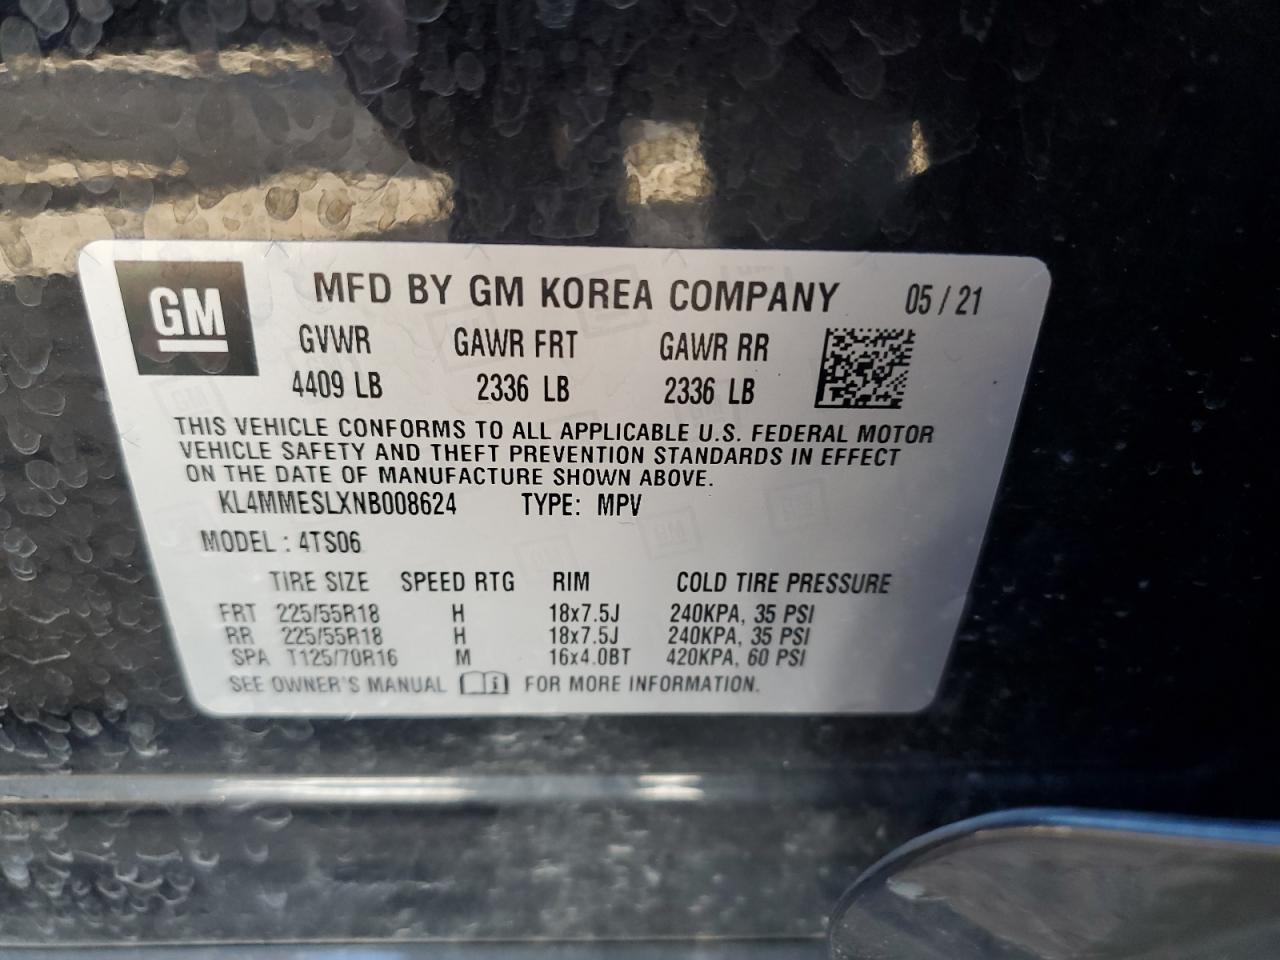 GM MFD BY GM KOREA COMPANY 05/21
GVWR GAWR FRT GAWR RR
4409 LB 2336 LB 2336 LB
THIS VEHICLE CONFORMS TO ALL APPLICABLE U.S. FEDERAL MOTOR
VEHICLE SAFETY AND THEFT PREVENTION STANDARDS IN EFFECT
ON THE DATE OF MANUFACTURE SHOWN ABOVE.
KL4MMESLXNB008624 TYPE: MPV
MODEL: 4TS06
TIRE SIZE SPEED RTG RIM COLD TIRE PRESSURE
FRT 225/55R18 H 18x7.5J 240KPA, 35 PSI
RR 225/55R18 H 18x7.5J 240KPA, 35 PSI
SPA T125/70R16 M 16x4.0BT 420KPA, 60 PSI
SEE OWNER'S MANUAL i FOR MORE INFORMATION.